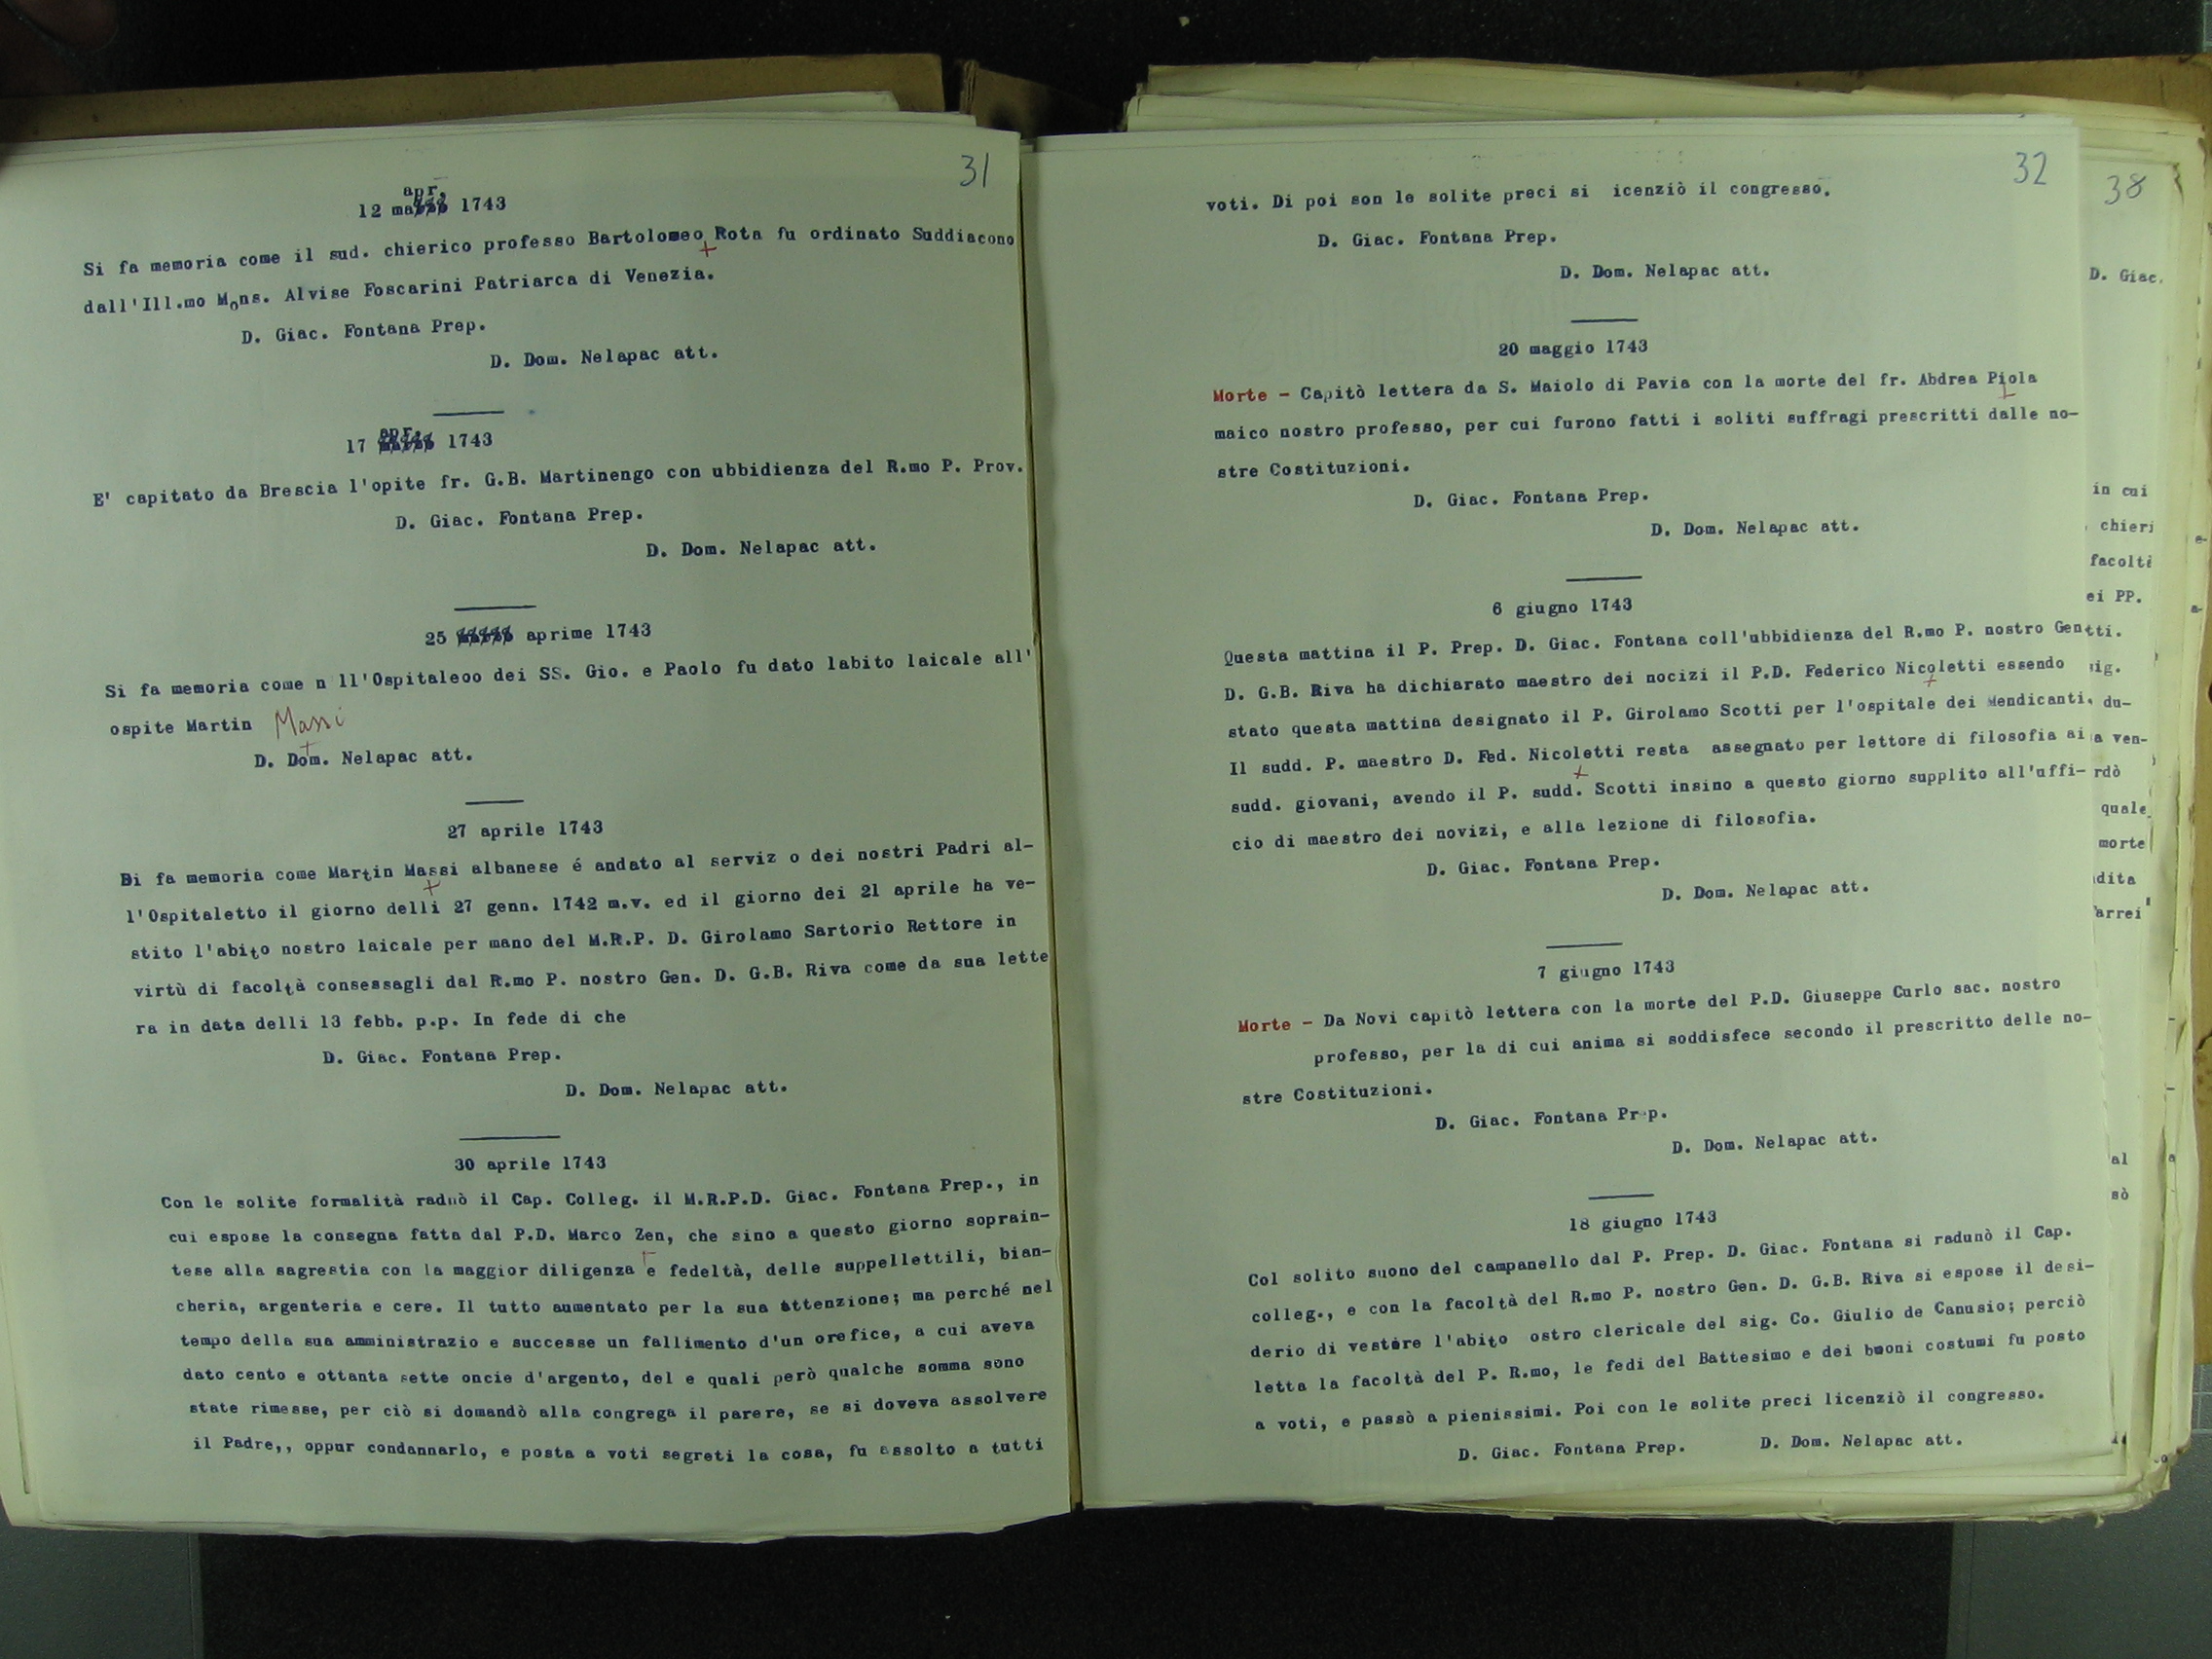 31
apr.
12 marzo 1743
Si fa memoria come il sud. chierico professo Bartolomeo Rota fu ordinato Suddiacono
dall'Ill.mo Mons. Alvise Foscarini Patriarca di Venezia.
D. Giac. Fontana Prep.
D. Dom. Nelapac att.
apr.
17 marzo 1743
E' capitato da Brescia l'opite fr. G.B. Martinengo con ubbidienza del R.mo P. Prov.
D. Giac. Fontana Prep.
D. Dom. Nelapac att.
25 marzo aprime 1743
Si fa memoria come n ll'Ospitaleoo dei SS. Gio. e Paolo fu dato labito laicale all'
ospite Martin Massi
D. Dom. Nelapac att.
27 aprile 1743
Si fa memoria come Martin Massi albanese é andato al serviz o dei nostri Padri al-
l'Ospitaletto il giorno delli 27 genn. 1742 m.v. ed il giorno dei 21 aprile ha ve-
stito l'abito nostro laicale per mano del M.R.P. D. Girolamo Sartorio Rettore in
virtù di facoltà consessagli dal R.mo P. nostro Gen. D. G.B. Riva come da sua lette
ra in data delli 13 febb. p.p. In fede di che
D. Giac. Fontana Prep.
D. Dom. Nelapac att.
30 aprile 1743
Con le solite formalità radnò il Cap. Colleg. il M.R.P.D. Giac. Fontana Prep., in
cui espose la consegna fatta dal P.D. Marco Zen, che sino a questo giorno soprain-
tese alla sagrestia con la maggior diligenza e fedeltà, delle suppellettili, bian-
cheria, argenteria e cere. Il tutto aumentato per la sua attenzione; ma perché nel
tempo della sua amministrazio e successe un fallimento d'un orefice, a cui aveva
dato cento e ottanta sette oncie d'argento, del e quali però qualche somma sono
state rimesse, per ciò si domandò alla congrega il parere, se si doveva assolvere
il Padre,, oppur condannarlo, e posta a voti segreti la cosa, fu assolto a tutti
32
voti. Di poi son le solite preci si icenziò il congresso.
D. Giac. Fontana Prep.
D. Dom. Nelapac att.
20 maggio 1743
Morte - Capitò lettera da S. Maiolo di Pavia con la morte del fr. Abdrea Piola
maico nostro professo, per cui furono fatti i soliti suffragi prescritti dalle no-
stre Costituzioni.
D. Giac. Fontana Prep.
D. Dom. Nelapac att.
6 giugno 1743
Questa mattina il P. Prep. D. Giac. Fontana coll'ubbidienza del R.mo P. nostro Gen
D. G.B. Riva ha dichiarato maestro dei nocizi il P.D. Federico Nicoletti essendo
stato questa mattina designato il P. Girolamo Scotti per l'ospitale dei Mendicanti.
Il sudd. P. maestro D. Fed. Nicoletti resta assegnato per lettore di filosofia ai
sudd. giovani, avendo il P. sudd. Scotti insino a questo giorno supplito all'uffi-
cio di maestro dei novizi, e alla lezione di filosofia.
D. Giac. Fontana Prep.
D. Dom. Nelapac att.
7 giugno 1743
Morte - Da Novi capitò lettera con la morte del P.D. Giuseppe Curlo sac. nostro
professo, per la di cui anima si soddisfece secondo il prescritto delle no-
stre Costituzioni.
D. Giac. Fontana Prep.
D. Dom. Nelapac att.
18 giugno 1743
Col solito suono del campanello dal P. Prep. D. Giac. Fontana si radunò il Cap.
colleg., e con la facoltà del R.mo P. nostro Gen. D. G.B. Riva si espose il desi-
derio di vestire l'abito ostro clericale del sig. Co. Giulio de Canusio; perciò
letta la facoltà del P. R.mo, le fedi del Battesimo e dei buoni costumi fu posto
a voti, e passò a pienissimi. Poi con le solite preci licenziò il congresso.
D. Giac. Fontana Prep. D. Dom. Nelapac att.
38
D. Giac.
in cui
chieri
ei PP.
tti.
sig.
du-
a ven-
rdò
quale
morte
dita
arrei
al
sò